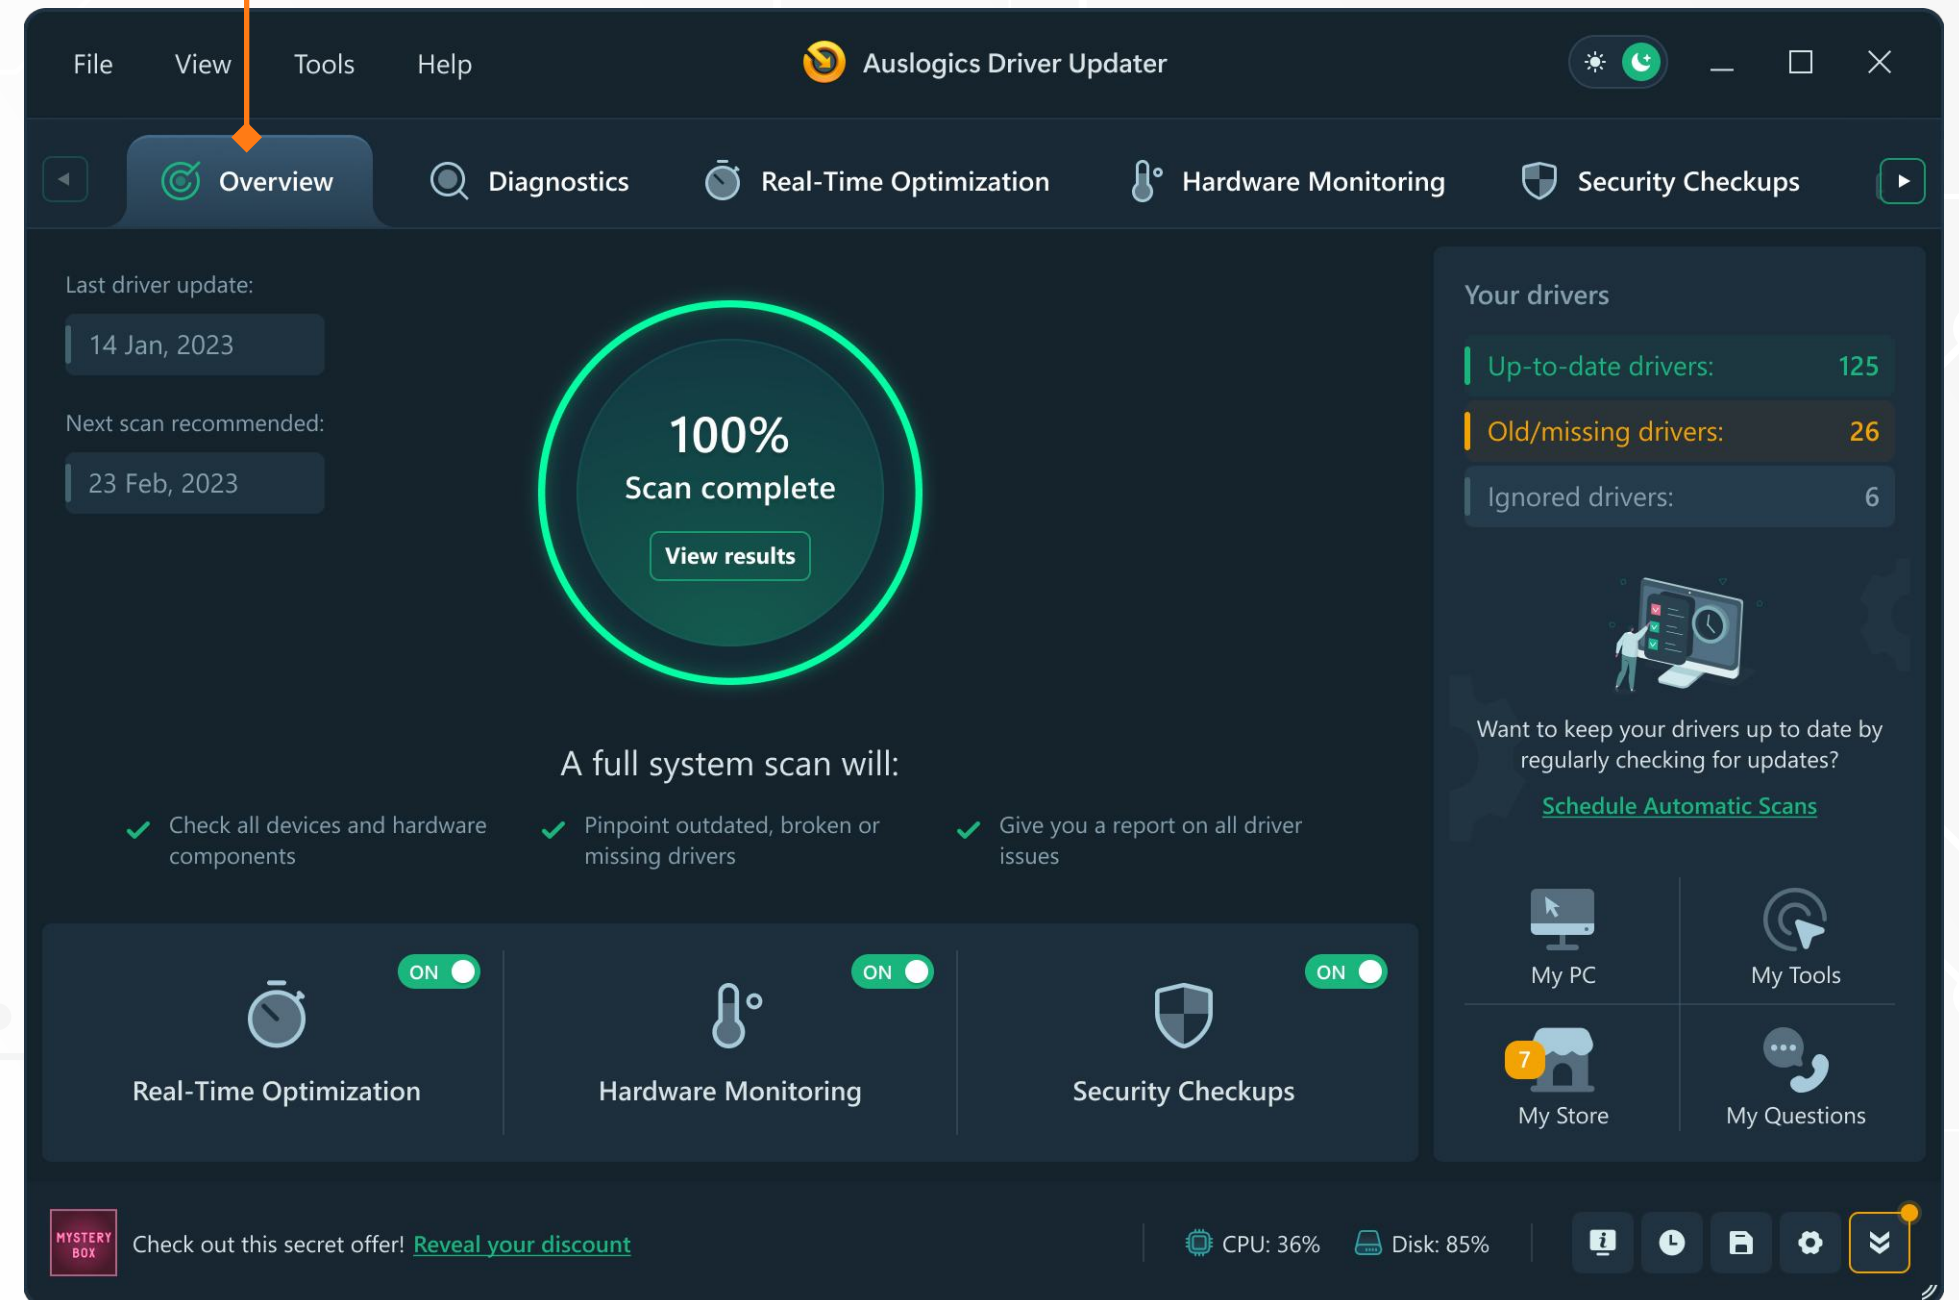 File
View
Tools
Help
Auslogics Driver Updater
Overview
Diagnostics
Real-Time Optimization
Hardware Monitoring
Security Checkups
Last driver update:
14 Jan, 2023
Next scan recommended:
23 Feb, 2023
100%
Scan complete
View results
A full system scan will:
Check all devices and hardware
components
Pinpoint outdated, broken or
missing drivers
Give you a report on all driver
issues
ON
Real-Time Optimization
ON
Hardware Monitoring
ON
Security Checkups
Your drivers
Up-to-date drivers: 125
Old/missing drivers: 26
Ignored drivers: 6
Want to keep your drivers up to date by
regularly checking for updates?
Schedule Automatic Scans
My PC
My Tools
7
My Store
My Questions
MYSTERY
BOX
Check out this secret offer! Reveal your discount
CPU: 36%
Disk: 85%